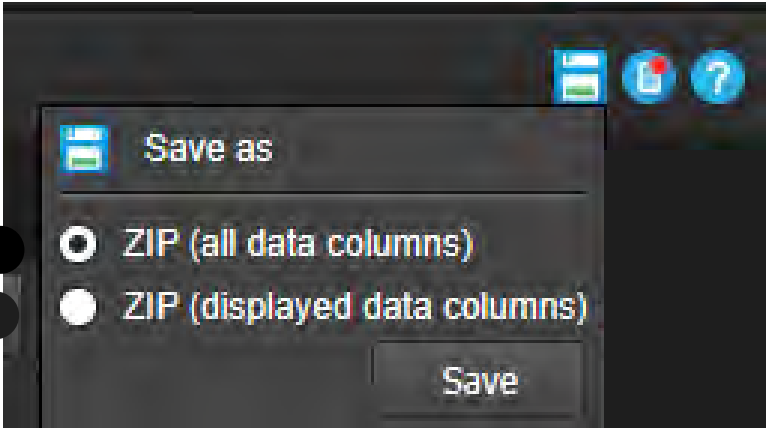 ?
Save as
ZIP (all data columns)
ZIP (displayed data columns)
Save